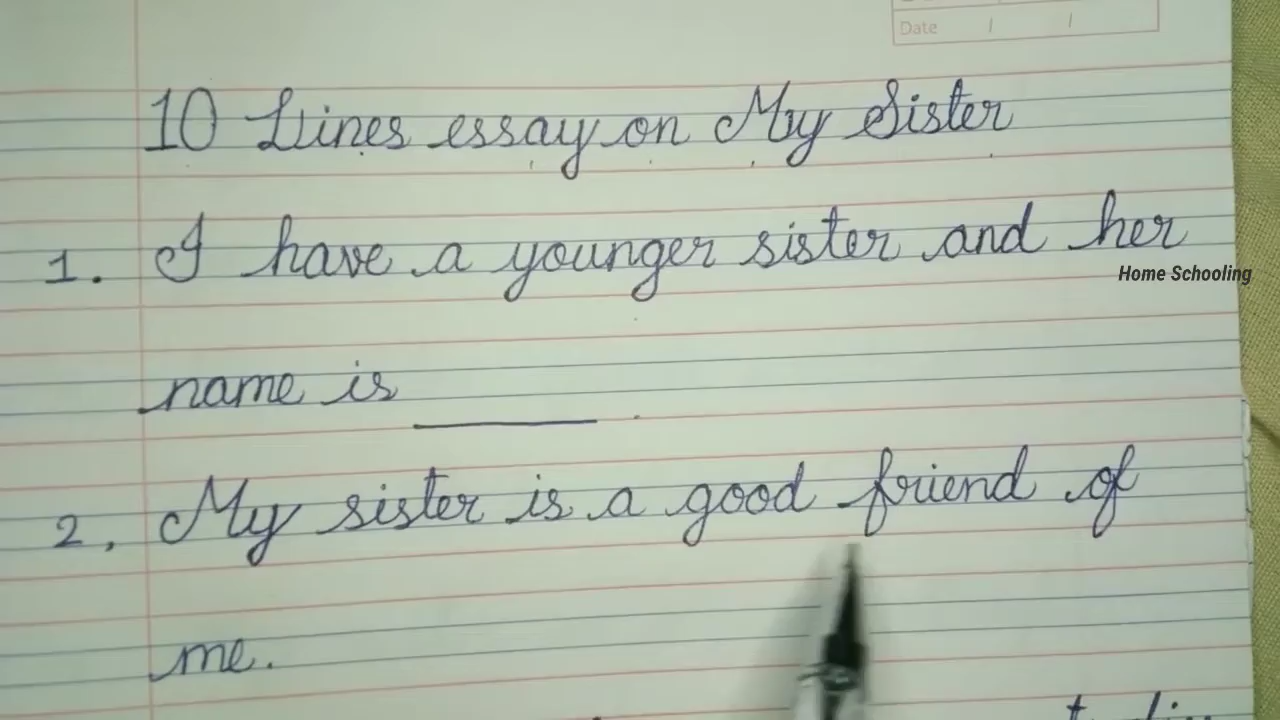 Date / /
10 Lines essay on My Sister
1. I have a younger sister and her
Home Schooling
name is ______ .
2. My sister is a good friend of
me.